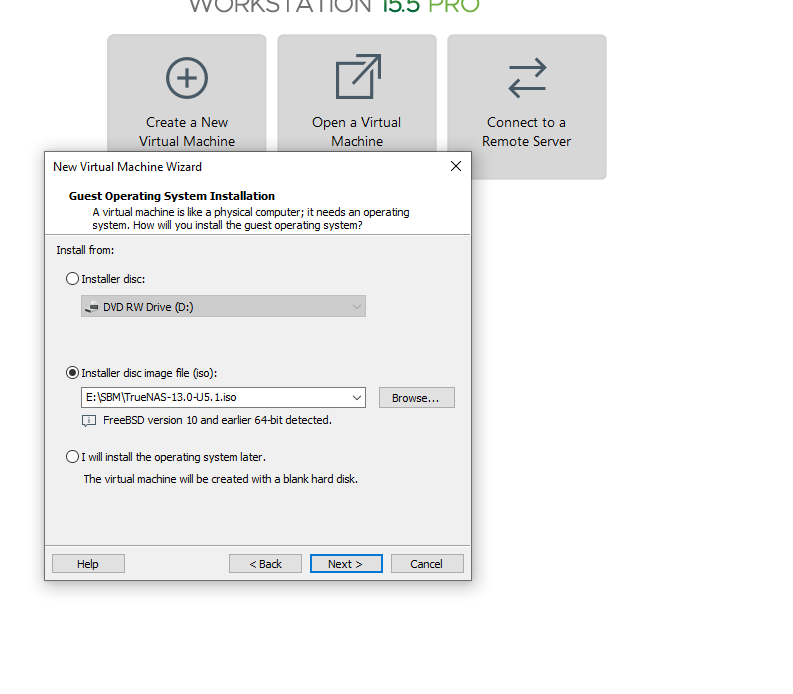 WORKSTATION 15.5 PRO
Create a New
Virtual Machine
Open a Virtual
Machine
Connect to a
Remote Server
New Virtual Machine Wizard
Guest Operating System Installation
A virtual machine is like a physical computer; it needs an operating
system. How will you install the guest operating system?
Install from:
Installer disc:
DVD RW Drive (D:)
Installer disc image file (iso):
E:\SBM\TrueNAS-13.0-U5.1.iso
Browse...
FreeBSD version 10 and earlier 64-bit detected.
I will install the operating system later.
The virtual machine will be created with a blank hard disk.
Help
< Back
Next >
Cancel